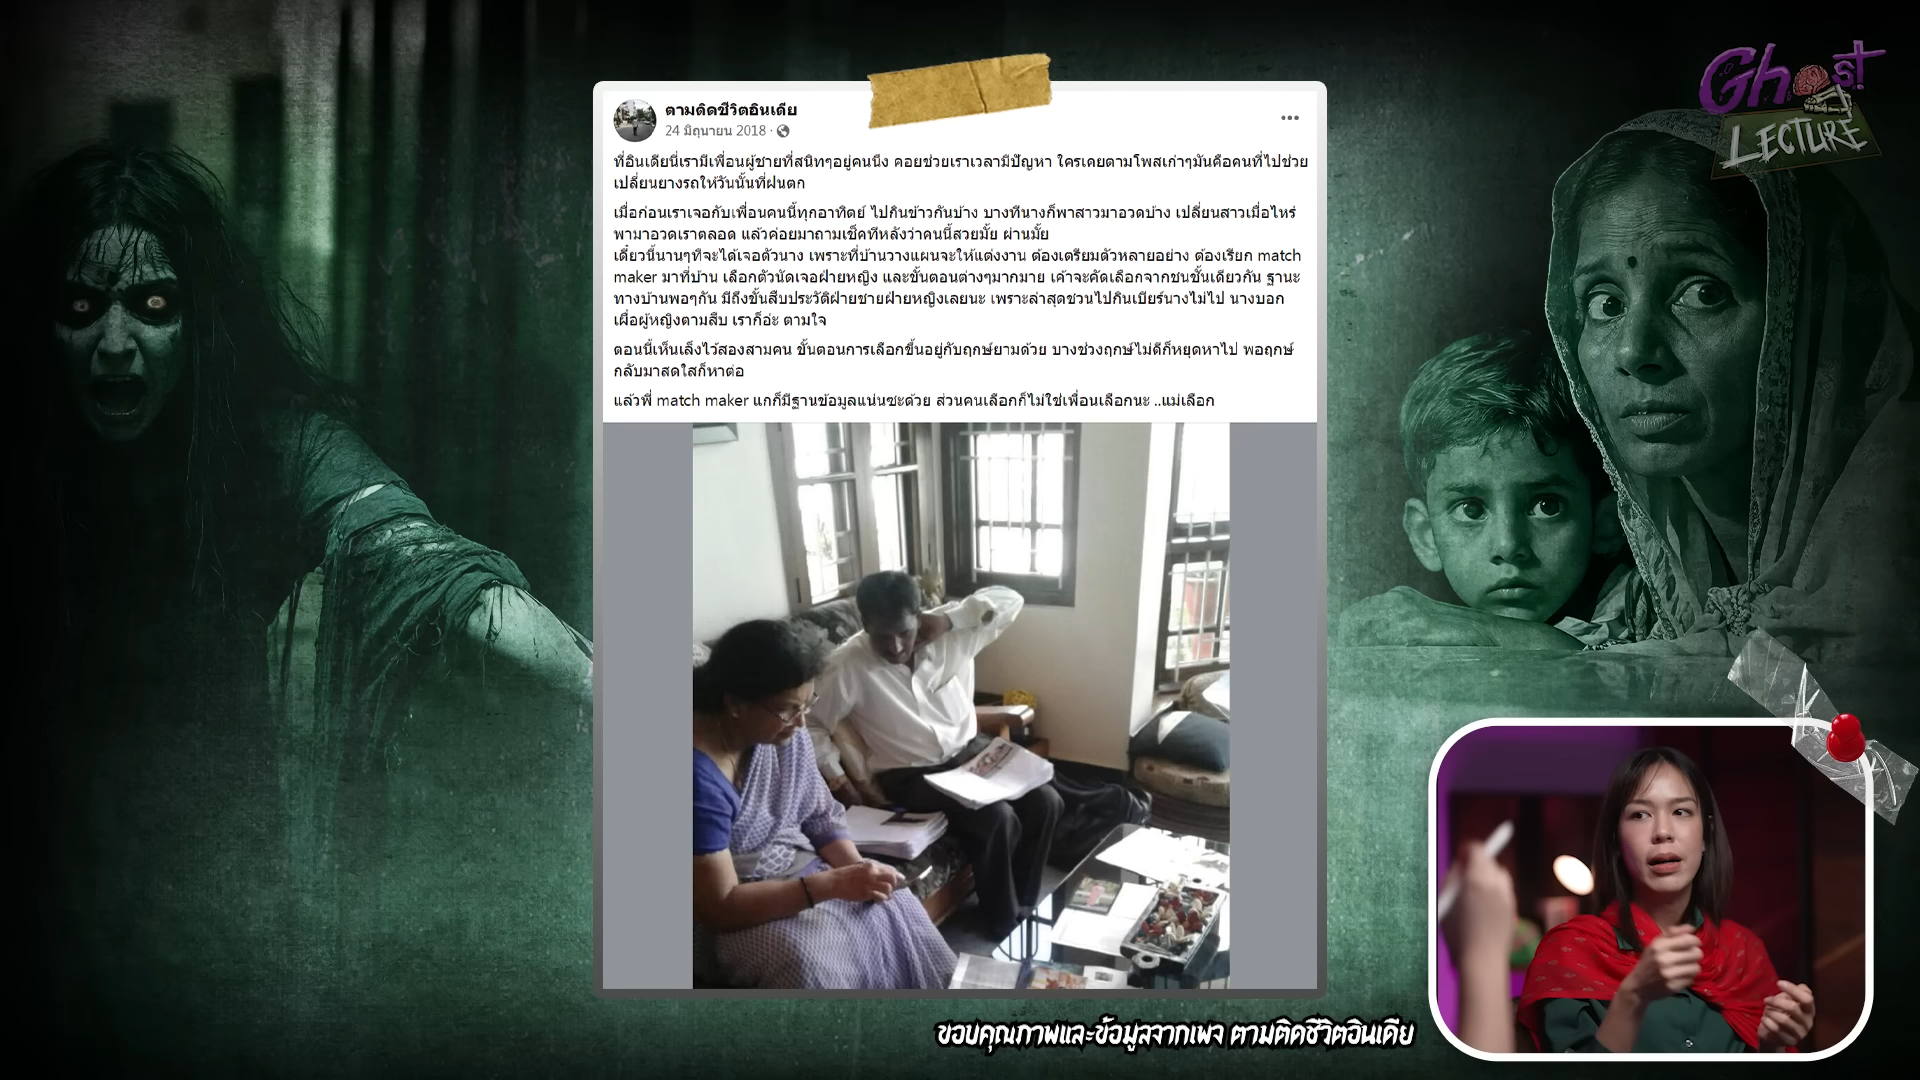 Ghost
LECTURE
ตามติดชีวิตอินเดีย
24 มิถุนายน 2018
ที่อินเดียนี่เรามีเพื่อนผู้ชายที่สนิทๆอยู่คนนึง คอยช่วยเราเวลามีปัญหา ใครเคยตามโพสเก่าๆมันคือคนที่ไปช่วย
เปลี่ยนยางรถให้วันนั้นที่ฝนตก
เมื่อก่อนเราเจอกับเพื่อนคนนี้ทุกอาทิตย์ ไปกินข้าวกันบ้าง บางทีนางก็พาสาวมาอวดบ้าง เปลี่ยนสาวเมื่อไหร่
พามาอวดเราตลอด แล้วค่อยมาถามเช็คทีหลังว่าคนนี้สวยมั้ย ผ่านมั้ย
เดี๋ยวนี้นานๆทีจะได้เจอตัวนาง เพราะที่บ้านวางแผนจะให้แต่งงาน ต้องเตรียมตัวหลายอย่าง ต้องเรียก match
maker มาที่บ้าน เลือกตัวนัดเจอฝ่ายหญิง และขั้นตอนต่างๆมากมาย เค้าจะคัดเลือกจากชนชั้นเดียวกัน ฐานะ
ทางบ้านพอๆกัน มีถึงขั้นสืบประวัติฝ่ายชายฝ่ายหญิงเลยนะ เพราะล่าสุดชวนไปกินเบียร์นางไม่ไป นางบอก
เผื่อผู้หญิงตามสืบ เราก็อ่ะ ตามใจ
ตอนนี้เห็นเล็งไว้สองสามคน ขั้นตอนการเลือกขึ้นอยู่กับฤกษ์ยามด้วย บางช่วงฤกษ์ไม่ดีก็หยุดหาไป พอฤกษ์
กลับมาสดใสก็หาต่อ
แล้วพี่ match maker แกก็มีฐานข้อมูลแน่นซะด้วย ส่วนคนเลือกก็ไม่ใช่เพื่อนเลือกนะ ..แม่เลือก
ขอบคุณภาพและข้อมูลจากเพจ ตามติดชีวิตอินเดีย